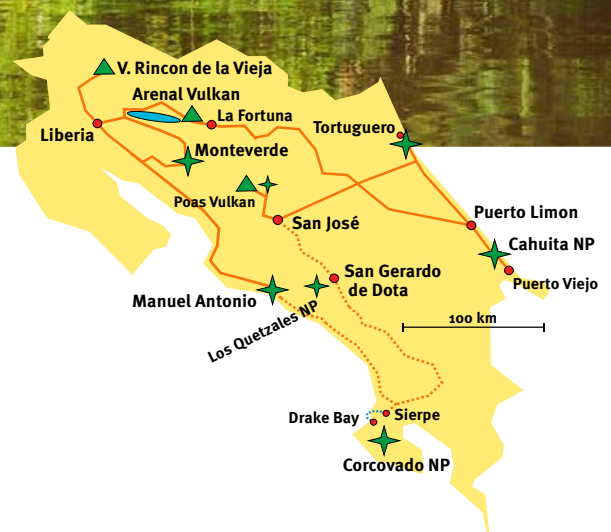 V. Rincon de la Vieja
Arenal Vulkan
La Fortuna
Liberia
Tortuguero
Monteverde
Poas Vulkan
San José
Puerto Limon
Cahuita NP
Puerto Viejo
San Gerardo
de Dota
Manuel Antonio
Los Quetzales NP
100 km
Drake Bay
Sierpe
Corcovado NP